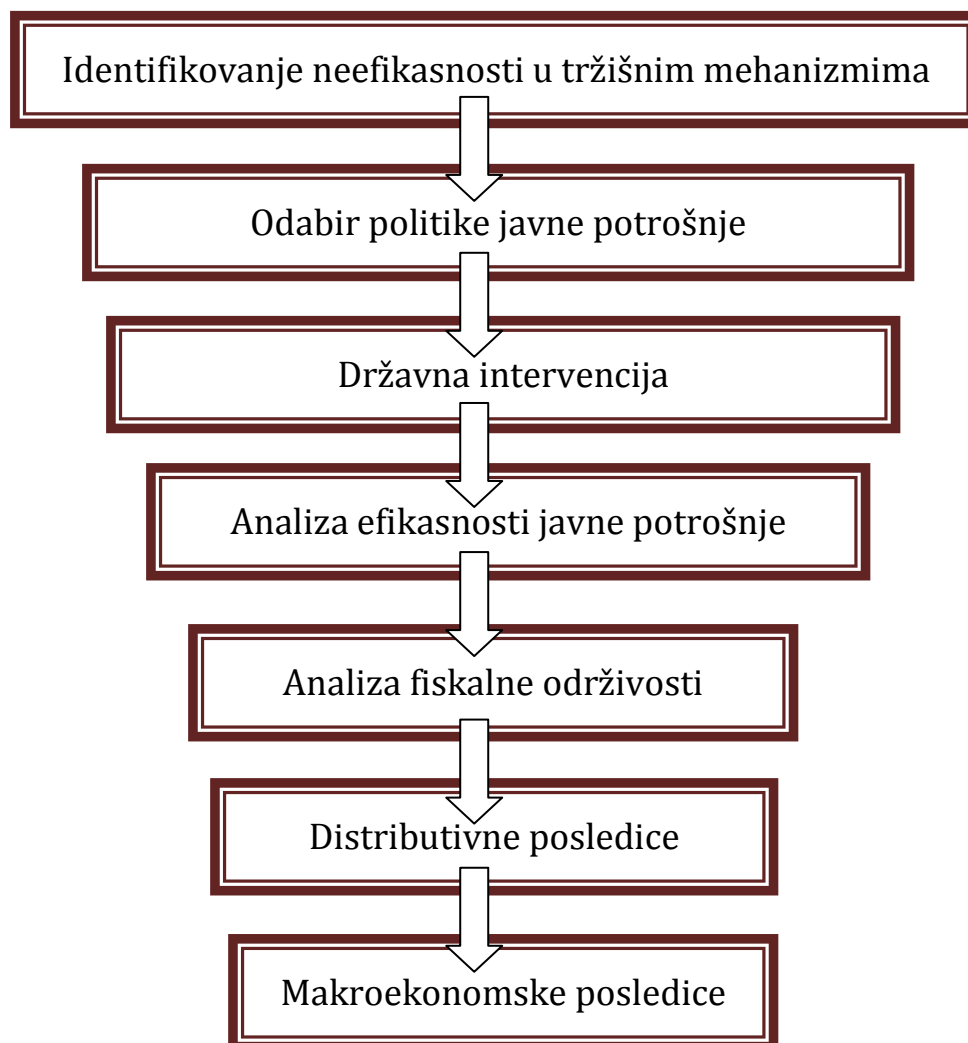 Identifikovanje neefikasnosti u tržišnim mehanizmima
Odabir politike javne potrošnje
Državna intervencija
Analiza efikasnosti javne potrošnje
Analiza fiskalne održivosti
Distributivne posledice
Makroekonomske posledice